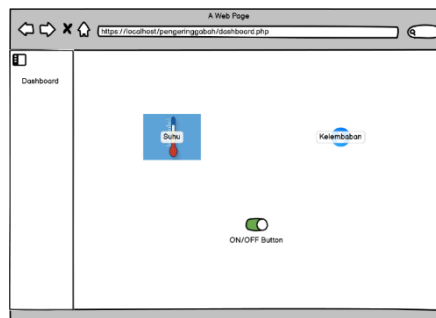 A Web Page
https://localhost/pengeringgabah/dashboard.php
Dashboard
Suhu
Kelembaban
ON/OFF Button